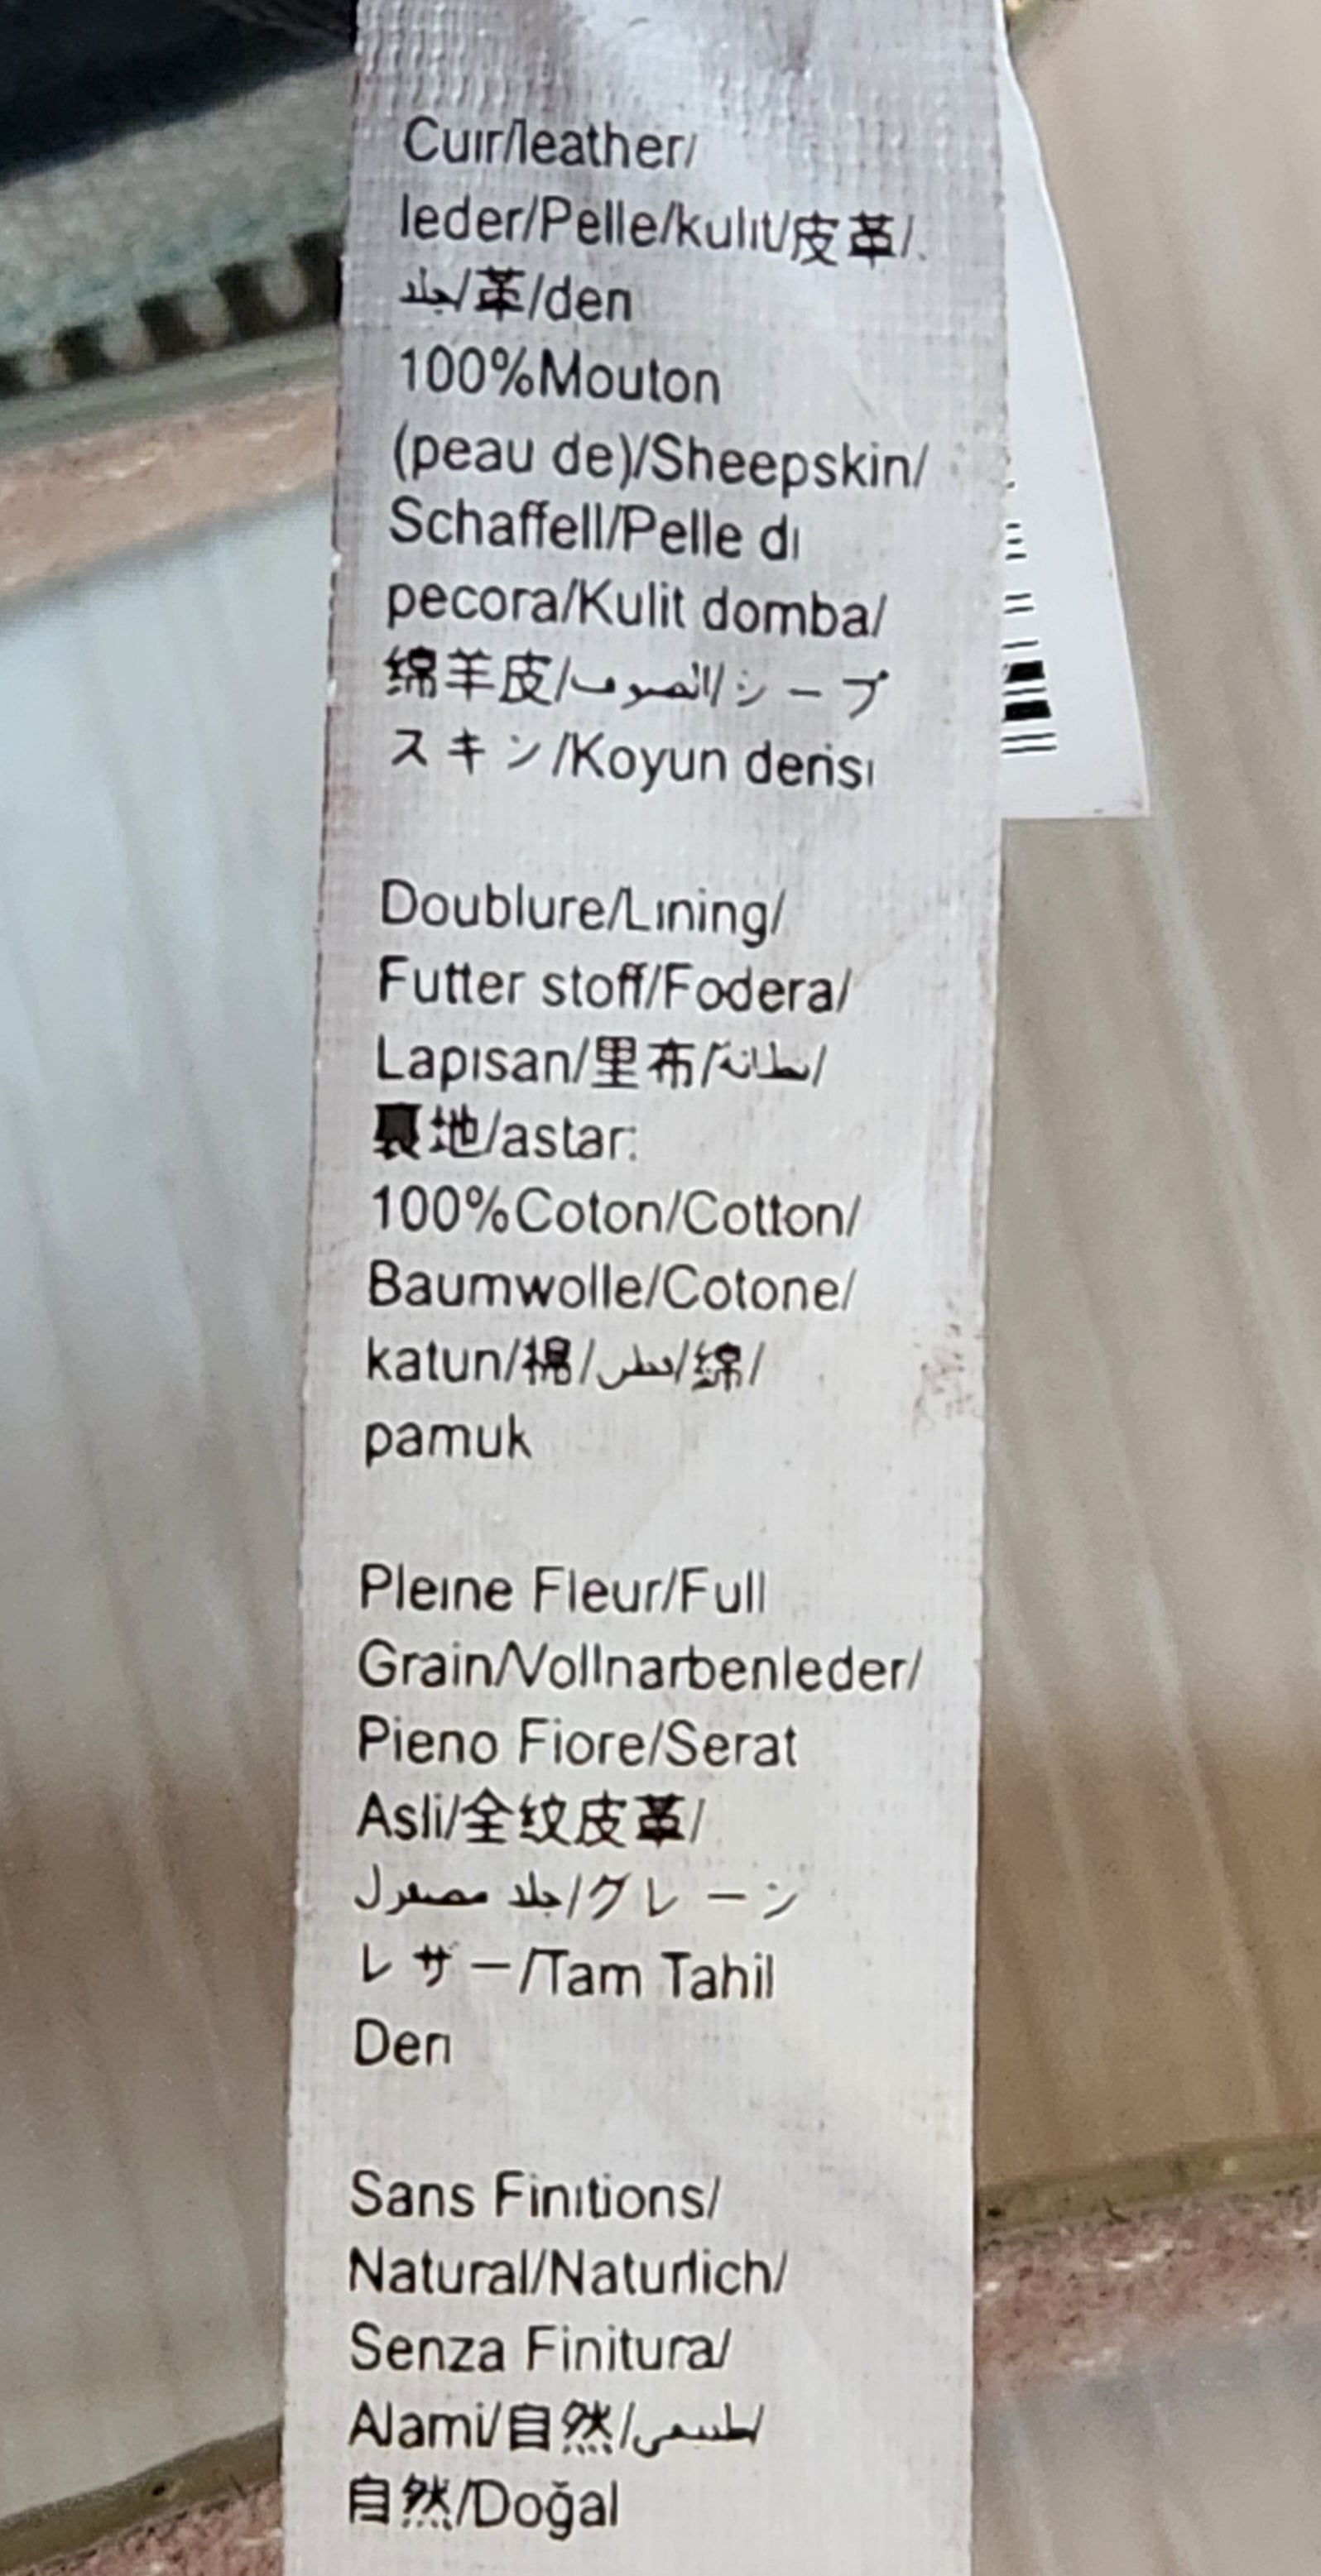 Cuir/leather/
leder/Pelle/kulit/皮革/.
جلد/革/deri
100%Mouton
(peau de)/Sheepskin/
Schaffell/Pelle di
pecora/Kulit domba/
绵羊皮/الصوف/シープ
スキン/Koyun derisi
Doublure/Lining/
Futter stoff/Fodera/
Lapisan/里布/بطانة/
裏地/astar:
100%Coton/Cotton/
Baumwolle/Cotone/
katun/棉/قطن/绵/
pamuk
Pleine Fleur/Full
Grain/Vollnarbenleder/
Pieno Fiore/Serat
Asli/全纹皮革/
جلد مصقول/グレーン
レザー/Tam Tahil
Deri
Sans Finitions/
Natural/Naturlich/
Senza Finitura/
Alami/自然/طبيعي/
自然/Doğal